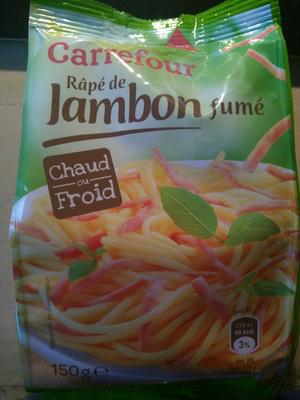 Carrefour
Râpé de
Jambon fumé
Chaud
ou
Froid
3%
150g e